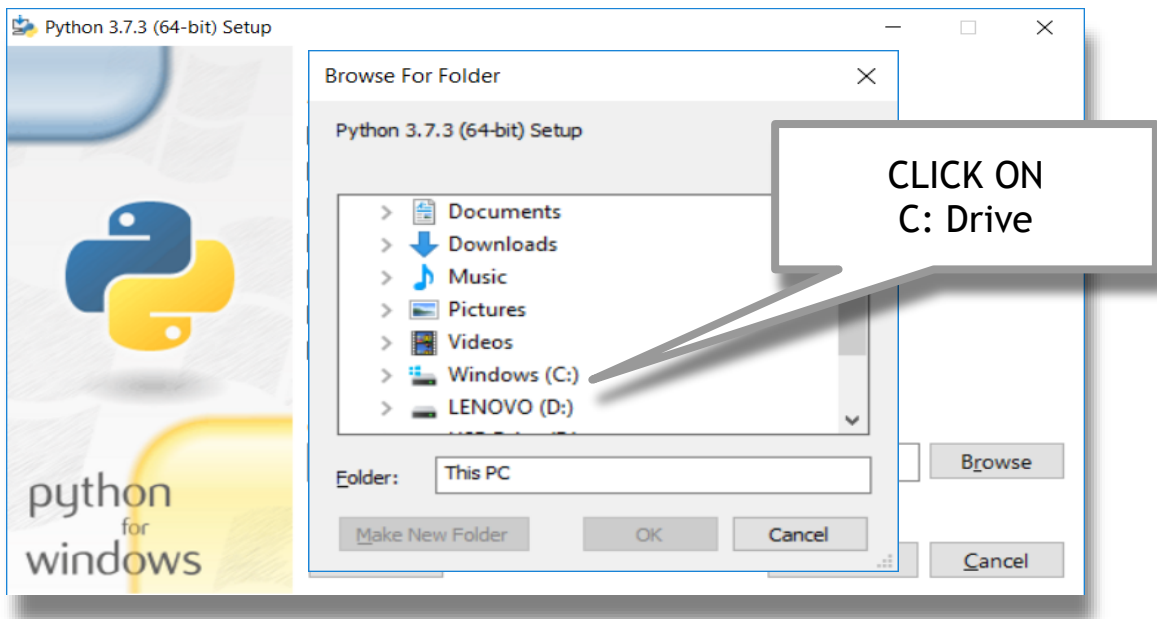 Python 3.7.3 (64-bit) Setup
Browse For Folder
Python 3.7.3 (64-bit) Setup
CLICK ON
C: Drive
Documents
Downloads
Music
Pictures
Videos
Windows (C:)
LENOVO (D:)
Folder: This PC
Browse
Make New Folder OK Cancel
Cancel
python
for
windows